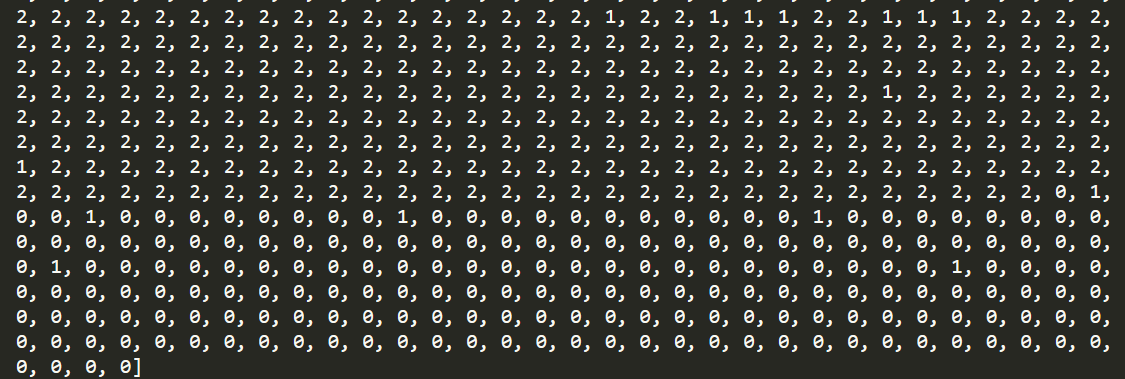 2, 2, 2, 2, 2, 2, 2, 2, 2, 2, 2, 2, 2, 2, 2, 2, 2, 1, 2, 2, 1, 1, 1, 2, 2, 1, 1, 1, 2, 2, 2, 2,
2, 2, 2, 2, 2, 2, 2, 2, 2, 2, 2, 2, 2, 2, 2, 2, 2, 2, 2, 2, 2, 2, 2, 2, 2, 2, 2, 2, 2, 2, 2, 2,
2, 2, 2, 2, 2, 2, 2, 2, 2, 2, 2, 2, 2, 2, 2, 2, 2, 2, 2, 2, 2, 2, 2, 2, 2, 2, 2, 2, 2, 2, 2, 2,
2, 2, 2, 2, 2, 2, 2, 2, 2, 2, 2, 2, 2, 2, 2, 2, 2, 2, 2, 2, 2, 2, 2, 2, 2, 1, 2, 2, 2, 2, 2, 2,
2, 2, 2, 2, 2, 2, 2, 2, 2, 2, 2, 2, 2, 2, 2, 2, 2, 2, 2, 2, 2, 2, 2, 2, 2, 2, 2, 2, 2, 2, 2, 2,
2, 2, 2, 2, 2, 2, 2, 2, 2, 2, 2, 2, 2, 2, 2, 2, 2, 2, 2, 2, 2, 2, 2, 2, 2, 2, 2, 2, 2, 2, 2, 2,
1, 2, 2, 2, 2, 2, 2, 2, 2, 2, 2, 2, 2, 2, 2, 2, 2, 2, 2, 2, 2, 2, 2, 2, 2, 2, 2, 2, 2, 2, 2, 2,
2, 2, 2, 2, 2, 2, 2, 2, 2, 2, 2, 2, 2, 2, 2, 2, 2, 2, 2, 2, 2, 2, 2, 2, 2, 2, 2, 2, 2, 2, 0, 1,
0, 0, 1, 0, 0, 0, 0, 0, 0, 0, 0, 1, 0, 0, 0, 0, 0, 0, 0, 0, 0, 0, 0, 1, 0, 0, 0, 0, 0, 0, 0, 0,
0, 0, 0, 0, 0, 0, 0, 0, 0, 0, 0, 0, 0, 0, 0, 0, 0, 0, 0, 0, 0, 0, 0, 0, 0, 0, 0, 0, 0, 0, 0, 0,
0, 1, 0, 0, 0, 0, 0, 0, 0, 0, 0, 0, 0, 0, 0, 0, 0, 0, 0, 0, 0, 0, 0, 0, 0, 0, 0, 1, 0, 0, 0, 0,
0, 0, 0, 0, 0, 0, 0, 0, 0, 0, 0, 0, 0, 0, 0, 0, 0, 0, 0, 0, 0, 0, 0, 0, 0, 0, 0, 0, 0, 0, 0, 0,
0, 0, 0, 0, 0, 0, 0, 0, 0, 0, 0, 0, 0, 0, 0, 0, 0, 0, 0, 0, 0, 0, 0, 0, 0, 0, 0, 0, 0, 0, 0, 0,
0, 0, 0, 0, 0, 0, 0, 0, 0, 0, 0, 0, 0, 0, 0, 0, 0, 0, 0, 0, 0, 0, 0, 0, 0, 0, 0, 0, 0, 0, 0, 0,
0, 0, 0, 0]